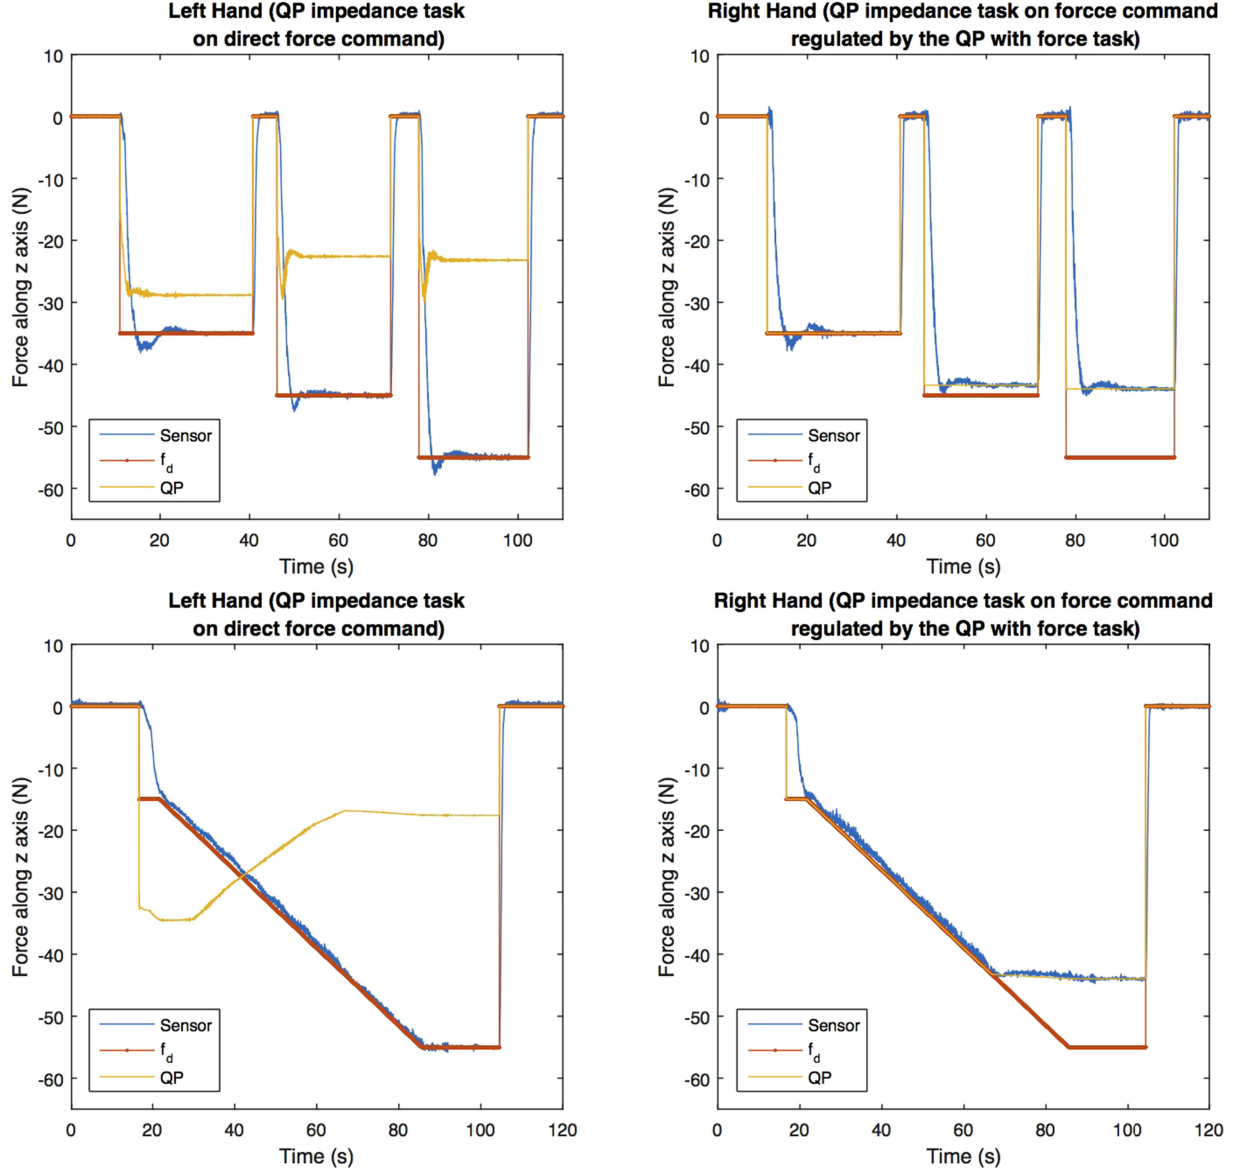 Left Hand (QP impedance task
on direct force command)
Right Hand (QP impedance task on forcce command
regulated by the QP with force task)
Force along z axis (N)
10
0
-10
-20
-30
-40
-50
-60
Sensor
f_d
QP
0
20
40
60
80
100
Time (s)
Force along z axis (N)
10
0
-10
-20
-30
-40
-50
-60
Sensor
f_d
QP
0
20
40
60
80
100
Time (s)
Left Hand (QP impedance task
on direct force command)
Right Hand (QP impedance task on force command
regulated by the QP with force task)
Force along z axis (N)
10
0
-10
-20
-30
-40
-50
-60
Sensor
f_d
QP
0
20
40
60
80
100
120
Time (s)
Force along z axis (N)
10
0
-10
-20
-30
-40
-50
-60
Sensor
f_d
QP
0
20
40
60
80
100
120
Time (s)